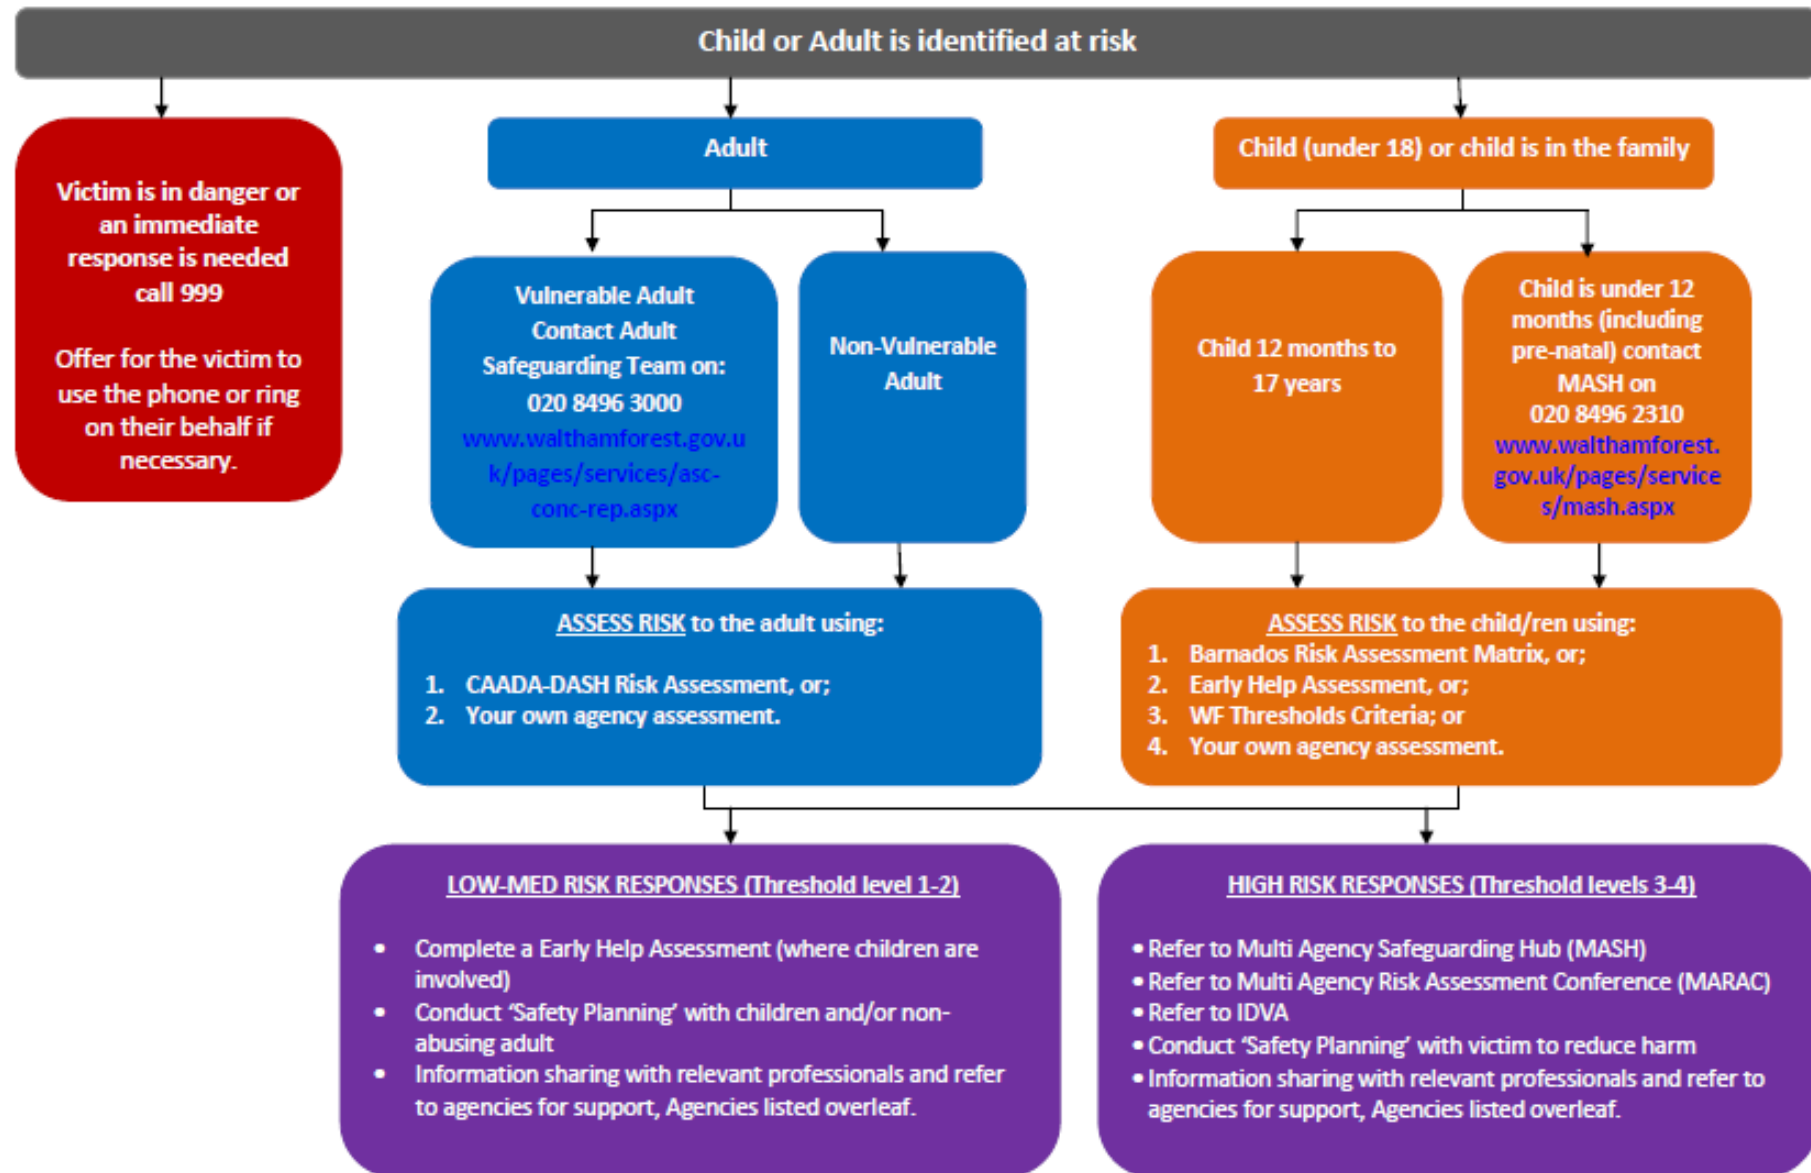 Child or Adult is identified at risk
Victim is in danger or
an immediate
response is needed
call 999
Offer for the victim to
use the phone or ring
on their behalf if
necessary.
Adult
Vulnerable Adult
Contact Adult
Safeguarding Team on:
020 8496 3000
www.walthamforest.gov.u
k/pages/services/asc-
conc-rep.aspx
Non-Vulnerable
Adult
ASSESS RISK to the adult using:
1. CAADA-DASH Risk Assessment, or;
2. Your own agency assessment.
Child (under 18) or child is in the family
Child 12 months to
17 years
Child is under 12
months (including
pre-natal) contact
MASH on
020 8496 2310
www.walthamforest.
gov.uk/pages/service
s/mash.aspx
ASSESS RISK to the child/ren using:
1. Barnados Risk Assessment Matrix, or;
2. Early Help Assessment, or;
3. WF Thresholds Criteria; or
4. Your own agency assessment.
LOW-MED RISK RESPONSES (Threshold level 1-2)
• Complete a Early Help Assessment (where children are
involved)
• Conduct ‘Safety Planning’ with children and/or non-
abusing adult
• Information sharing with relevant professionals and refer
to agencies for support, Agencies listed overleaf.
HIGH RISK RESPONSES (Threshold levels 3-4)
• Refer to Multi Agency Safeguarding Hub (MASH)
• Refer to Multi Agency Risk Assessment Conference (MARAC)
• Refer to IDVA
• Conduct ‘Safety Planning’ with victim to reduce harm
• Information sharing with relevant professionals and refer to
agencies for support, Agencies listed overleaf.